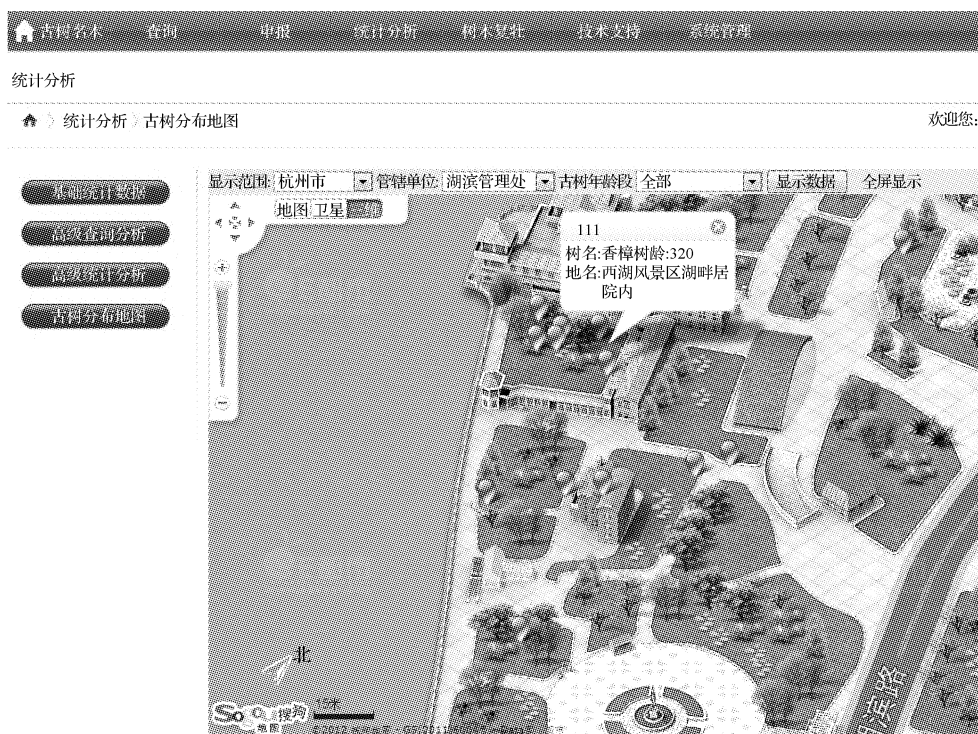 古树名木 查询 申报 统计分析 树木复壮 技术支持 系统管理
统计分析
统计分析 古树分布地图
欢迎您:
基础统计数据
高级查询分析
高级统计分析
古树分布地图
显示范围: 杭州市 管辖单位: 湖滨管理处 古树年龄段 全部 显示数据 全屏显示
地图 卫星 三维
111
树名:香樟树龄:320
地名:西湖风景区湖畔居
院内
北
滨路
Sogou 搜狗
地图